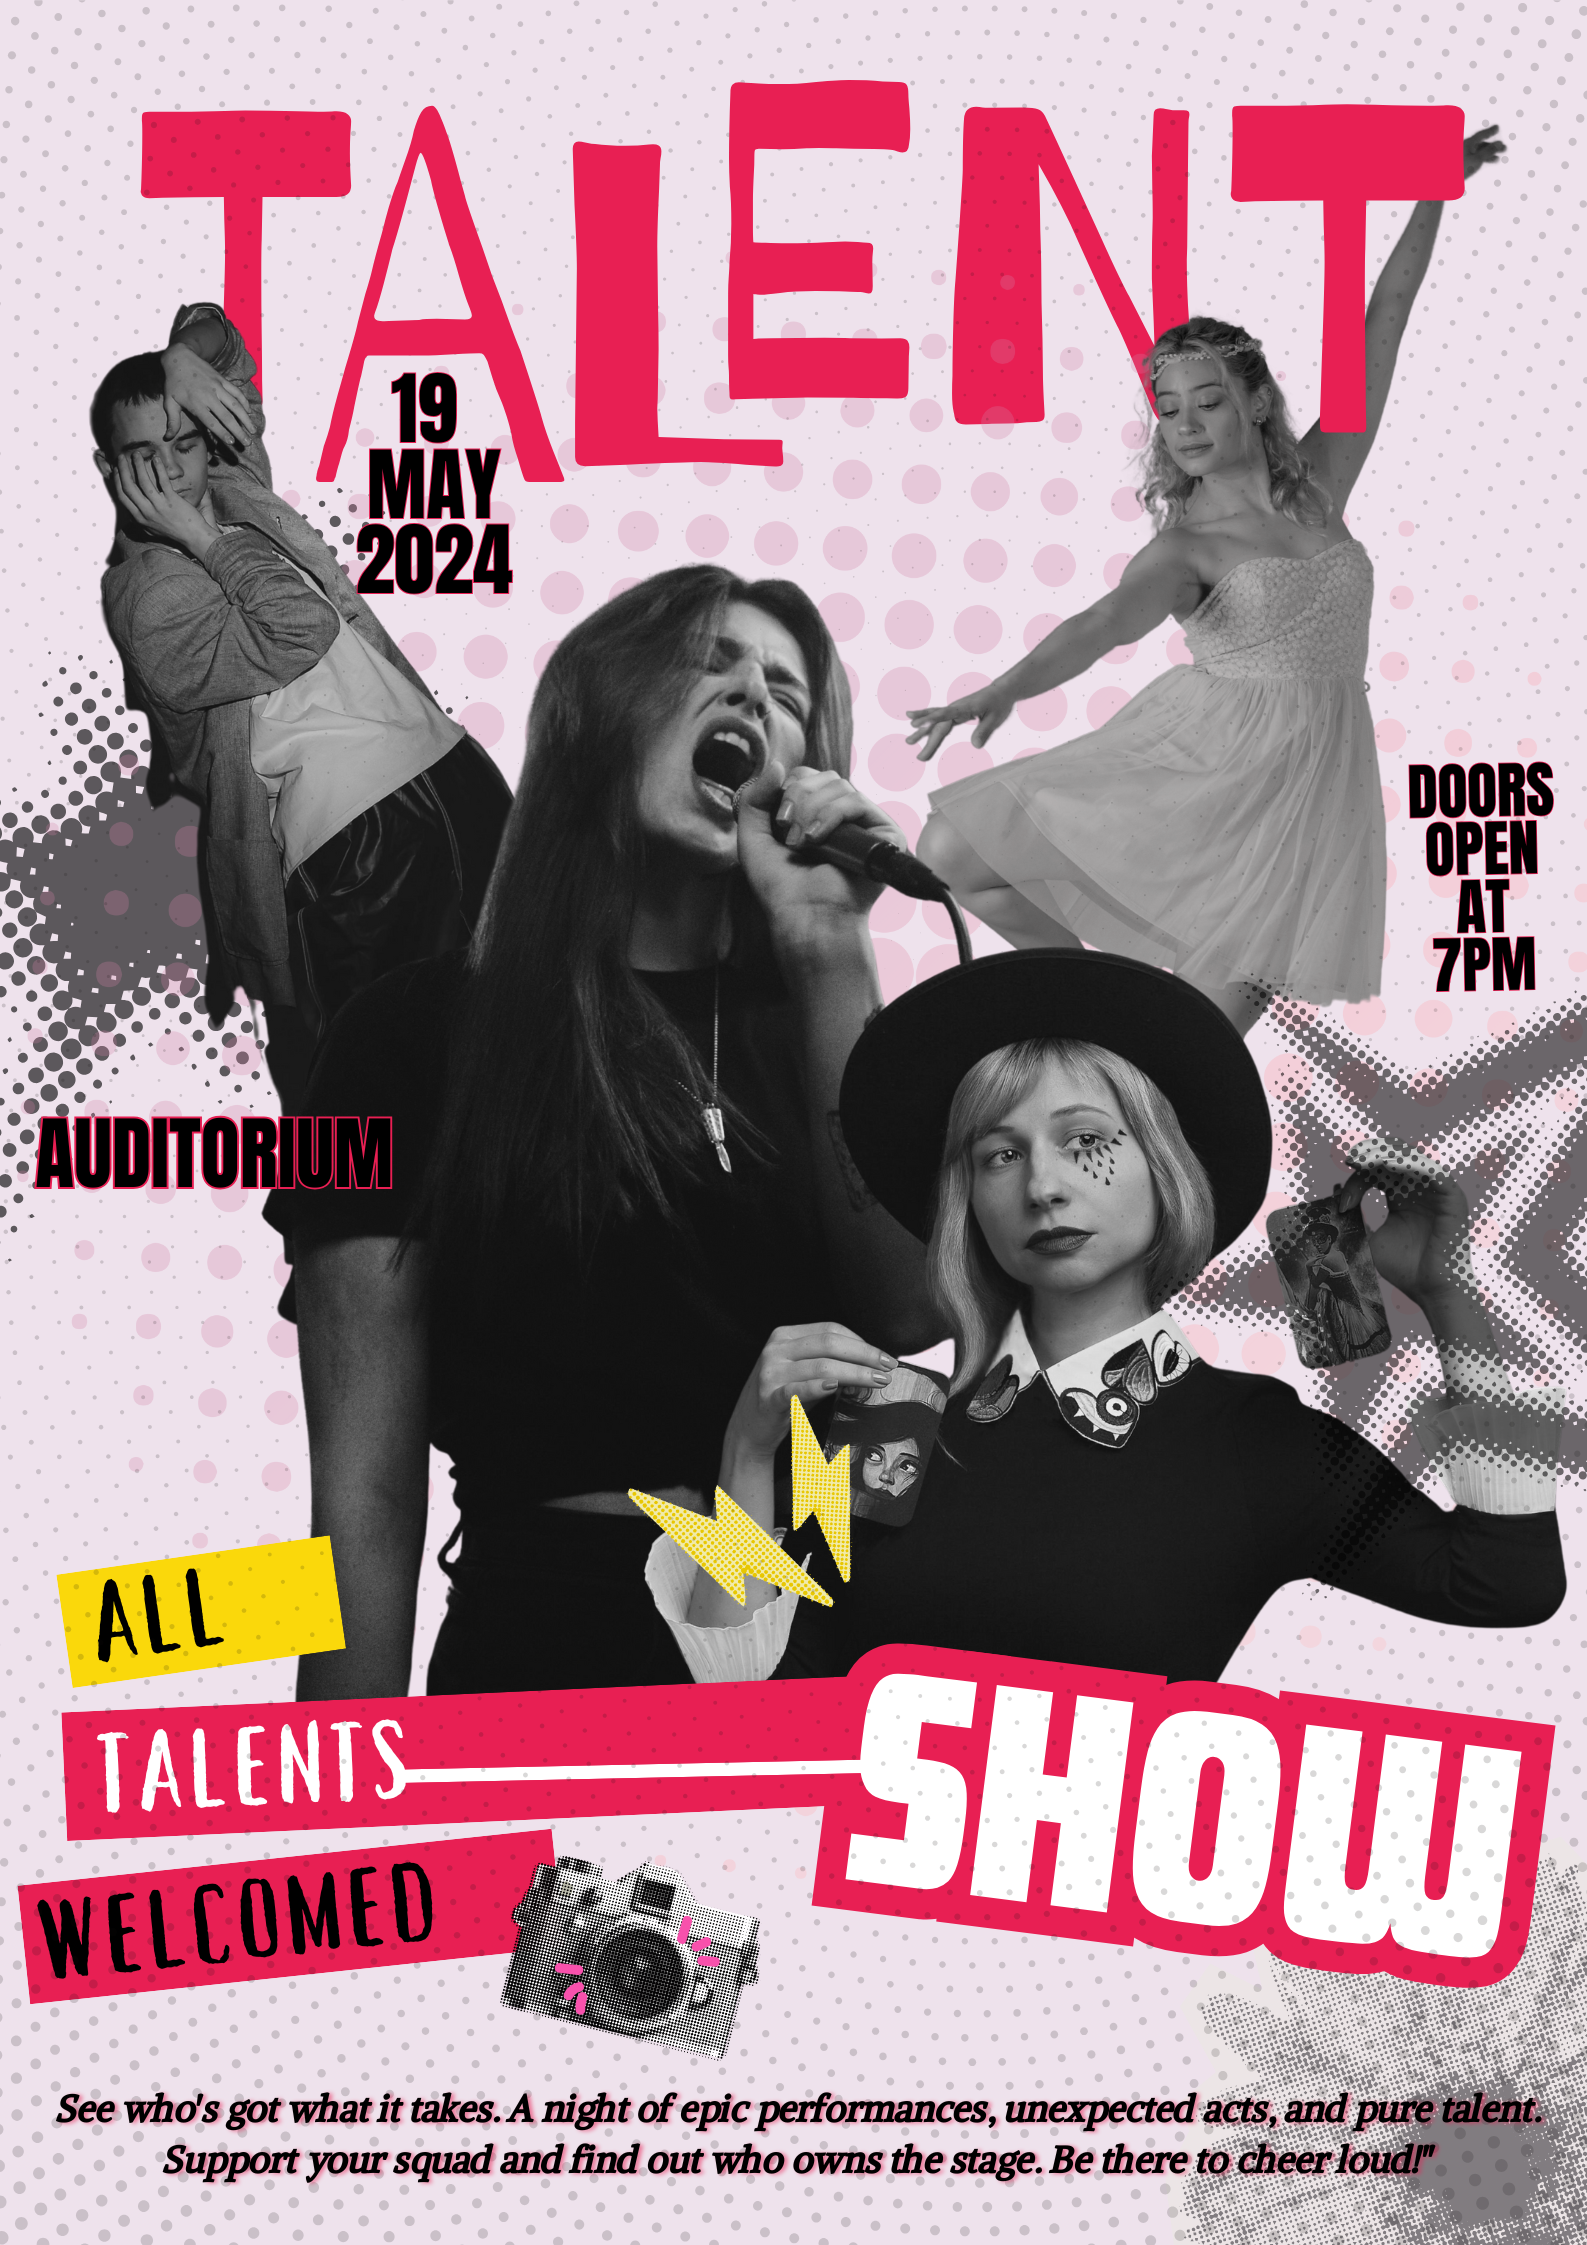 TALENT
19
MAY
2024
DOORS
OPEN
AT
7PM
AUDITORIUM
ALL
TALENTS
WELCOMED
SHOW
See who's got what it takes. A night of epic performances, unexpected acts, and pure talent.
Support your squad and find out who owns the stage. Be there to cheer loud!"